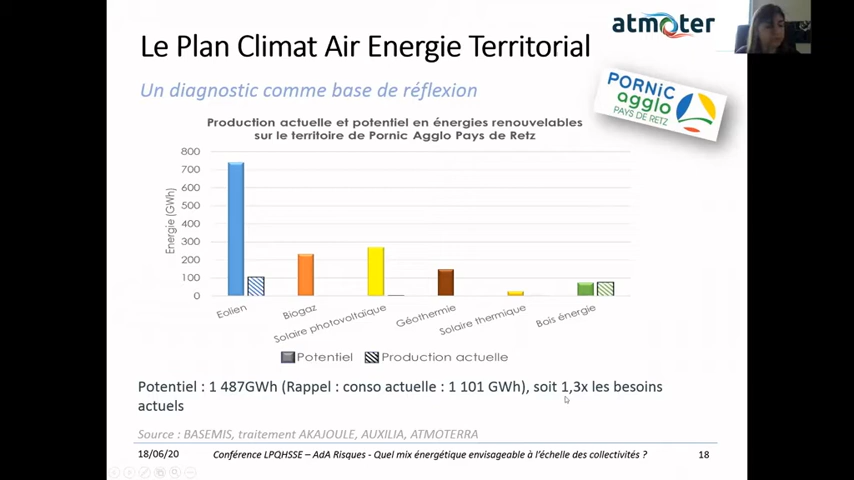 atmoter
Le Plan Climat Air Energie Territorial
Un diagnostic comme base de réflexion
PORNIC
agglo
PAYS DE RETZ
Production actuelle et potentiel en énergies renouvelables
sur le territoire de Pornic Agglo Pays de Retz
Energie (GWh)
800
700
600
500
400
300
200
100
0
Eolien
Biogaz
Solaire photovoltaïque
Géothermie
Solaire thermique
Bois énergie
Potentiel
Production actuelle
Potentiel : 1 487GWh (Rappel : conso actuelle : 1 101 GWh), soit 1,3x les besoins
actuels
Source : BASEMIS, traitement AKAJOULE, AUXILIA, ATMOTERRA
18/06/20
Conférence LPQHSSE – AdA Risques - Quel mix énergétique envisageable à l'échelle des collectivités ?
18